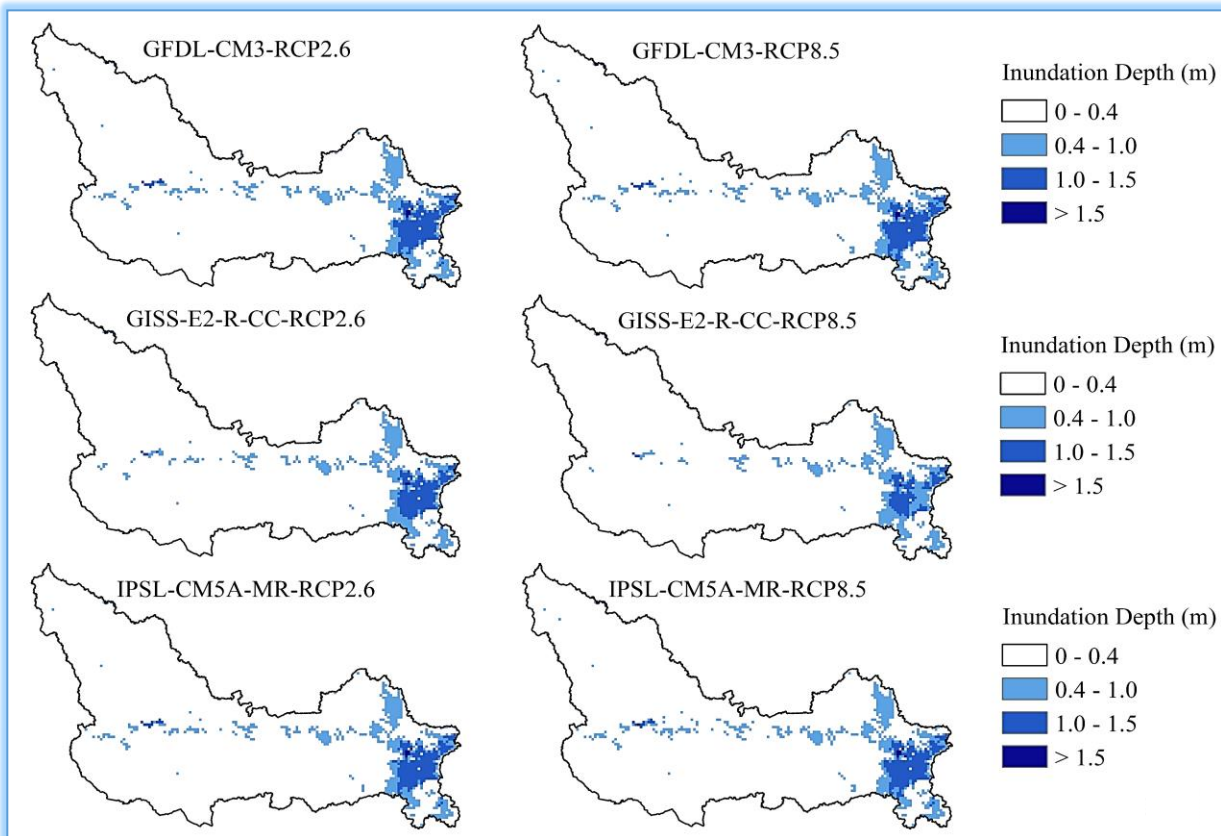 GFDL-CM3-RCP2.6
GFDL-CM3-RCP8.5
Inundation Depth (m)
0 - 0.4
0.4 - 1.0
1.0 - 1.5
> 1.5
GISS-E2-R-CC-RCP2.6
GISS-E2-R-CC-RCP8.5
Inundation Depth (m)
0 - 0.4
0.4 - 1.0
1.0 - 1.5
> 1.5
IPSL-CM5A-MR-RCP2.6
IPSL-CM5A-MR-RCP8.5
Inundation Depth (m)
0 - 0.4
0.4 - 1.0
1.0 - 1.5
> 1.5